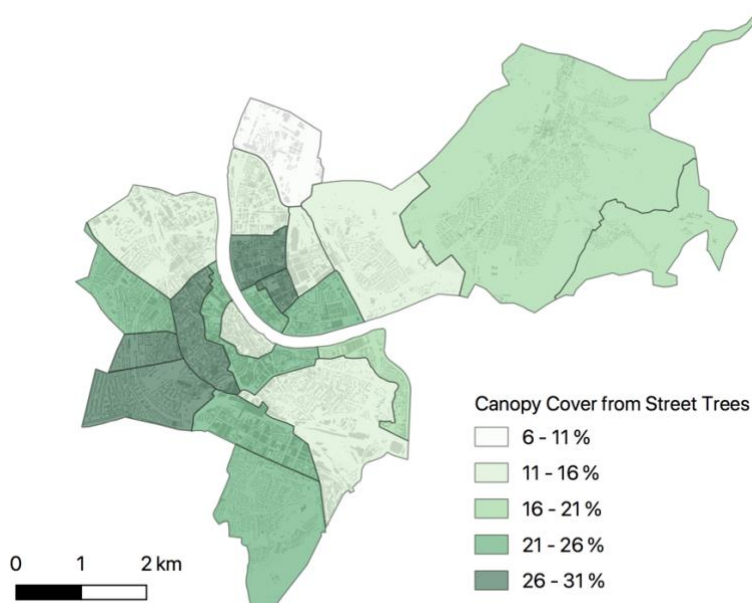 Canopy Cover from Street Trees
6 - 11 %
11 - 16 %
16 - 21 %
21 - 26 %
26 - 31 %
0 1 2 km